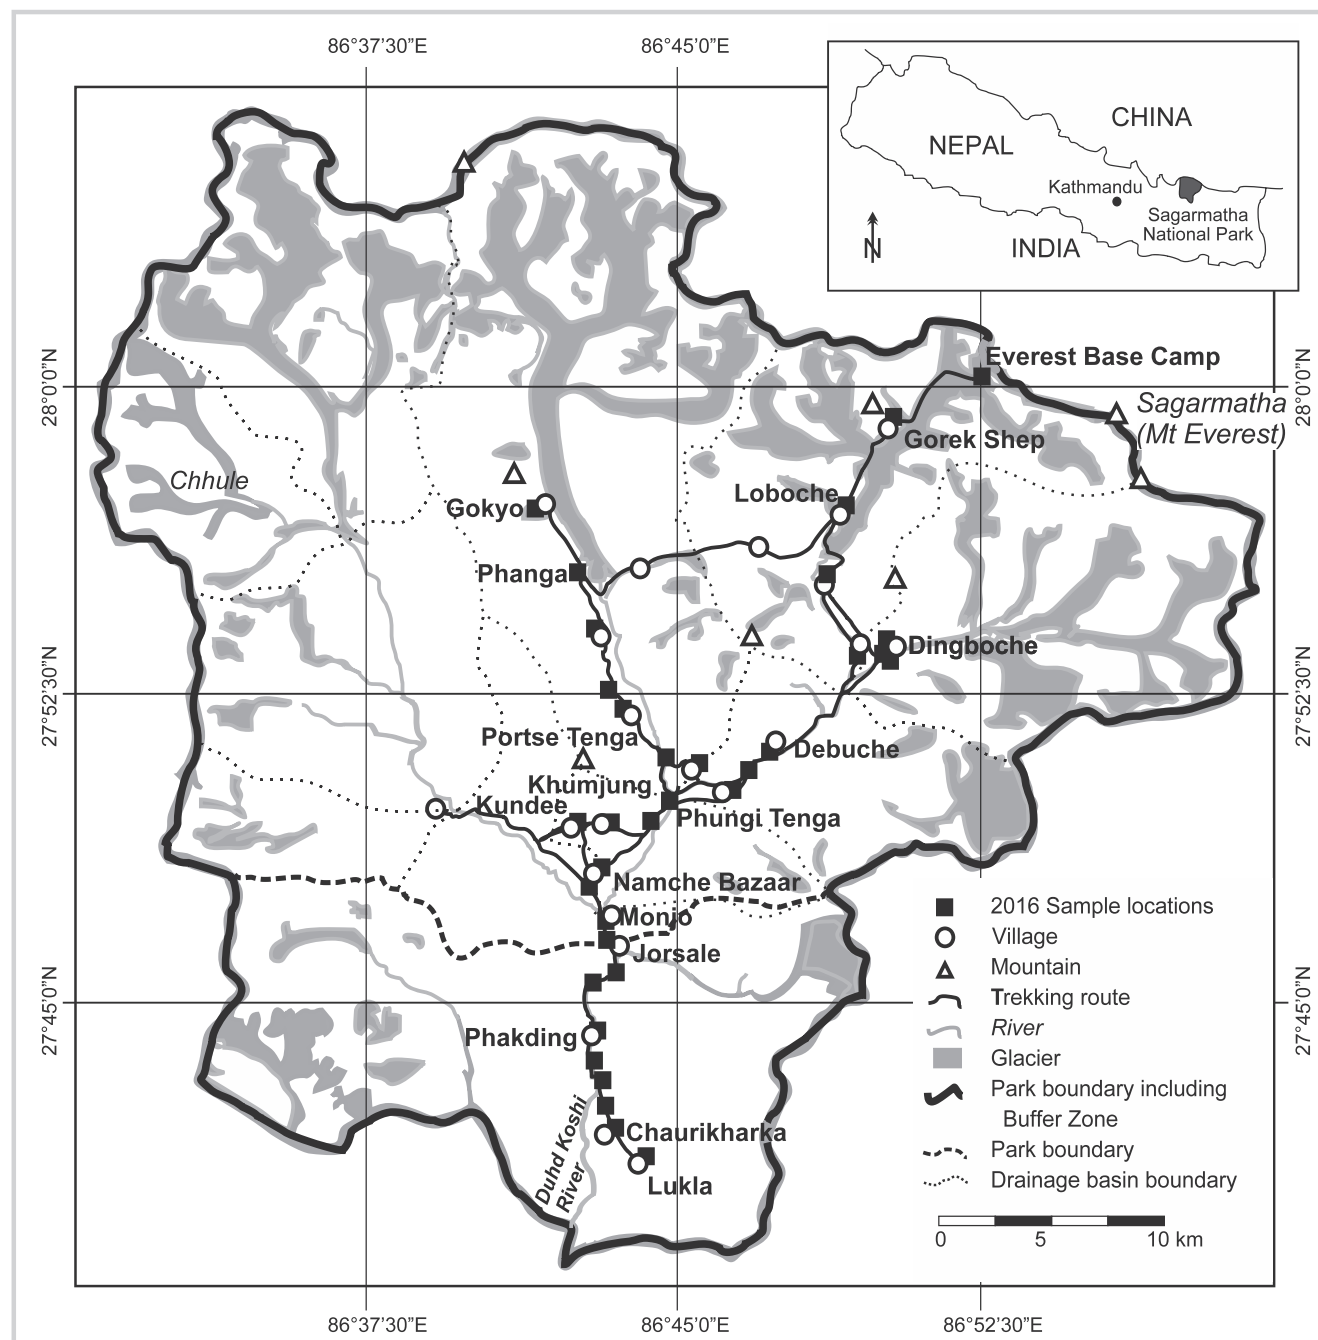 86°37’30”E
86°45’0”E
CHINA
NEPAL
Kathmandu
Sagarmatha
National Park
INDIA
N
28°0’0”N
28°0’0”N
Everest Base Camp
Sagarmatha
(Mt Everest)
Gorek Shep
Chhule
Loboche
Gokyo
Phanga
Dingboche
27°52’30”N
27°52’30”N
Portse Tenga
Debuche
Khumjung
Kundee
Phungi Tenga
Namche Bazaar
Monjo
Jorsale
27°45’0”N
27°45’0”N
Phakding
Chaurikharka
Duhd Koshi
River
Lukla
2016 Sample locations
Village
Mountain
Trekking route
River
Glacier
Park boundary including
Buffer Zone
Park boundary
Drainage basin boundary
0 5 10 km
86°37’30”E
86°45’0”E
86°52’30”E